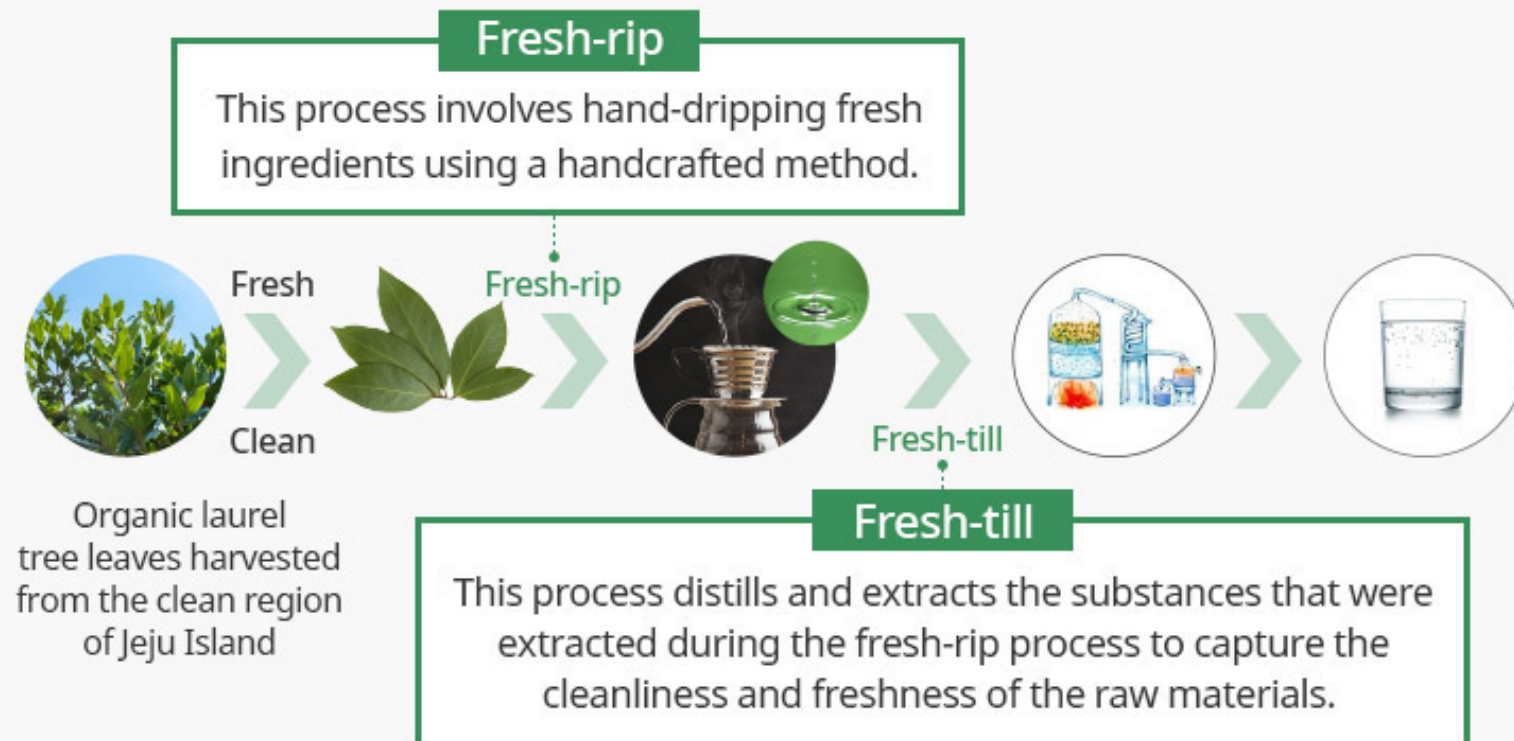 Fresh-rip
This process involves hand-dripping fresh
ingredients using a handcrafted method.
Fresh
Clean
Fresh-rip
Fresh-till
Organic laurel
tree leaves harvested
from the clean region
of Jeju Island
Fresh-till
This process distills and extracts the substances that were
extracted during the fresh-rip process to capture the
cleanliness and freshness of the raw materials.